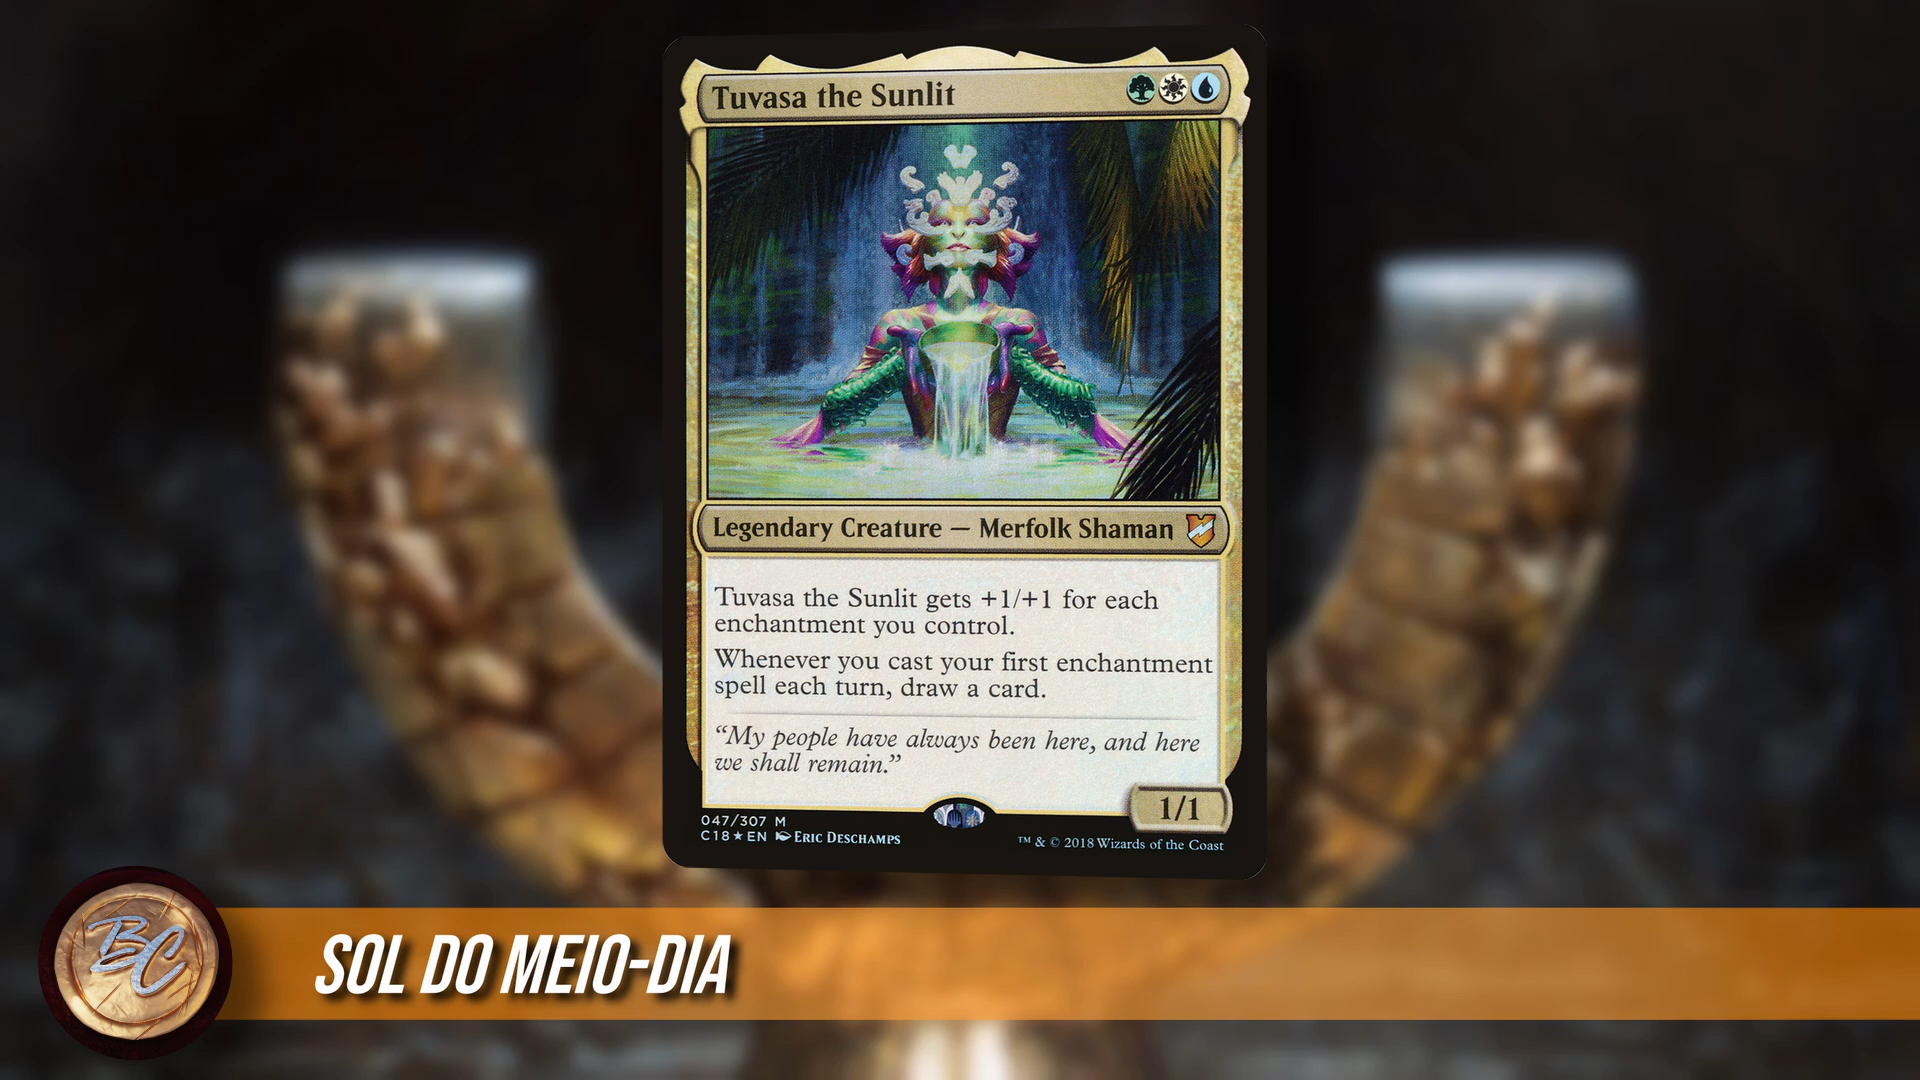 Tuvasa the Sunlit
Legendary Creature — Merfolk Shaman
Tuvasa the Sunlit gets +1/+1 for each
enchantment you control.
Whenever you cast your first enchantment
spell each turn, draw a card.
“My people have always been here, and here
we shall remain.”
1/1
047/307 M
C18★EN Eric Deschamps
™ & © 2018 Wizards of the Coast
BC
SOL DO MEIO-DIA